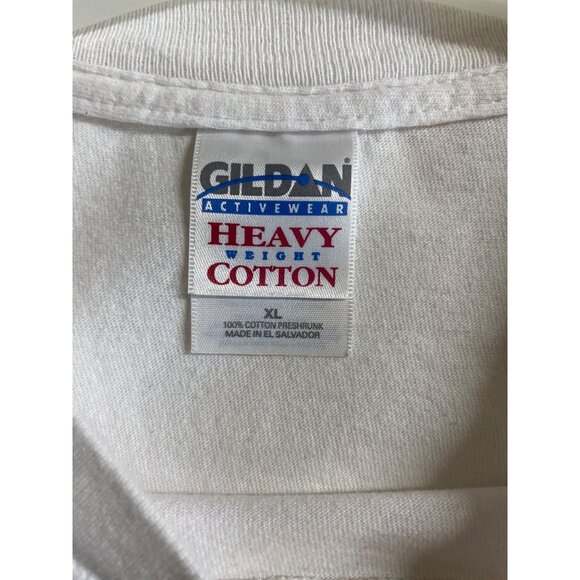 GILDAN®
ACTIVEWEAR
HEAVY
WEIGHT
COTTON
XL
100% COTTON PRESHRUNK
MADE IN EL SALVADOR